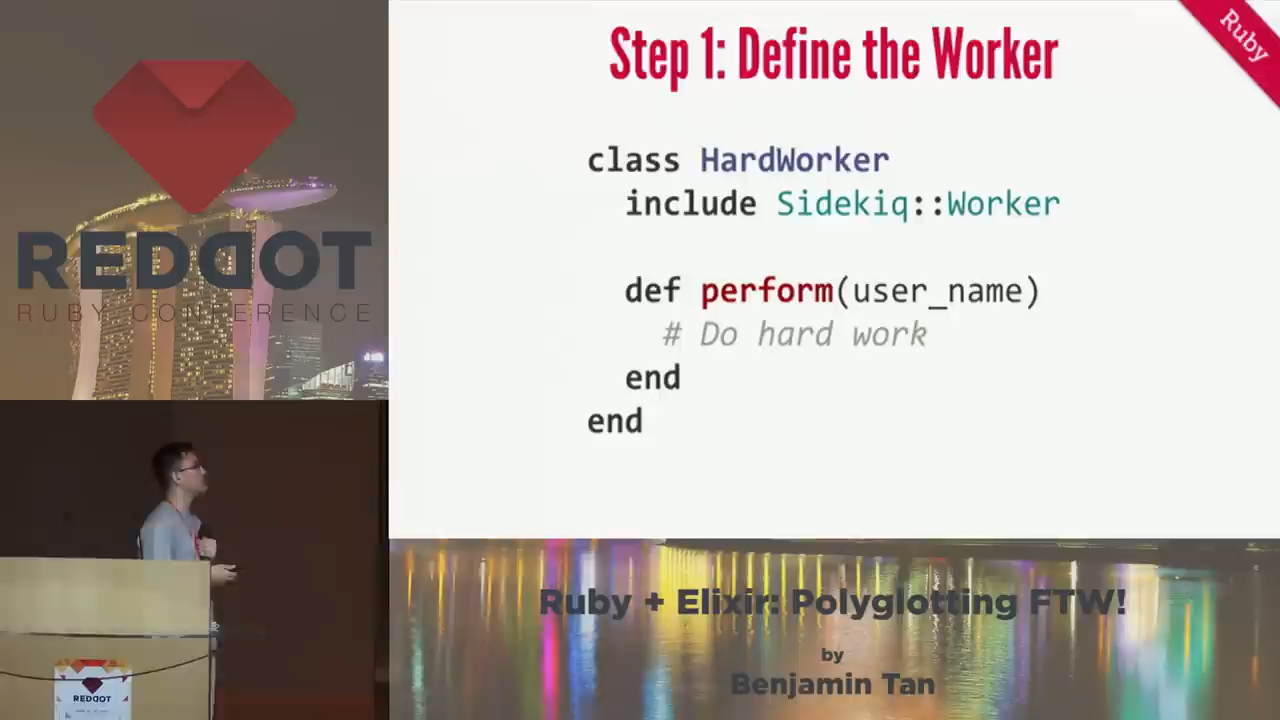 Step 1: Define the Worker
Ruby
class HardWorker
  include Sidekiq::Worker
  def perform(user_name)
    # Do hard work
  end
end
REDDOT
RUBY CONFERENCE
REDDOT
Ruby + Elixir: Polyglotting FTW!
by
Benjamin Tan